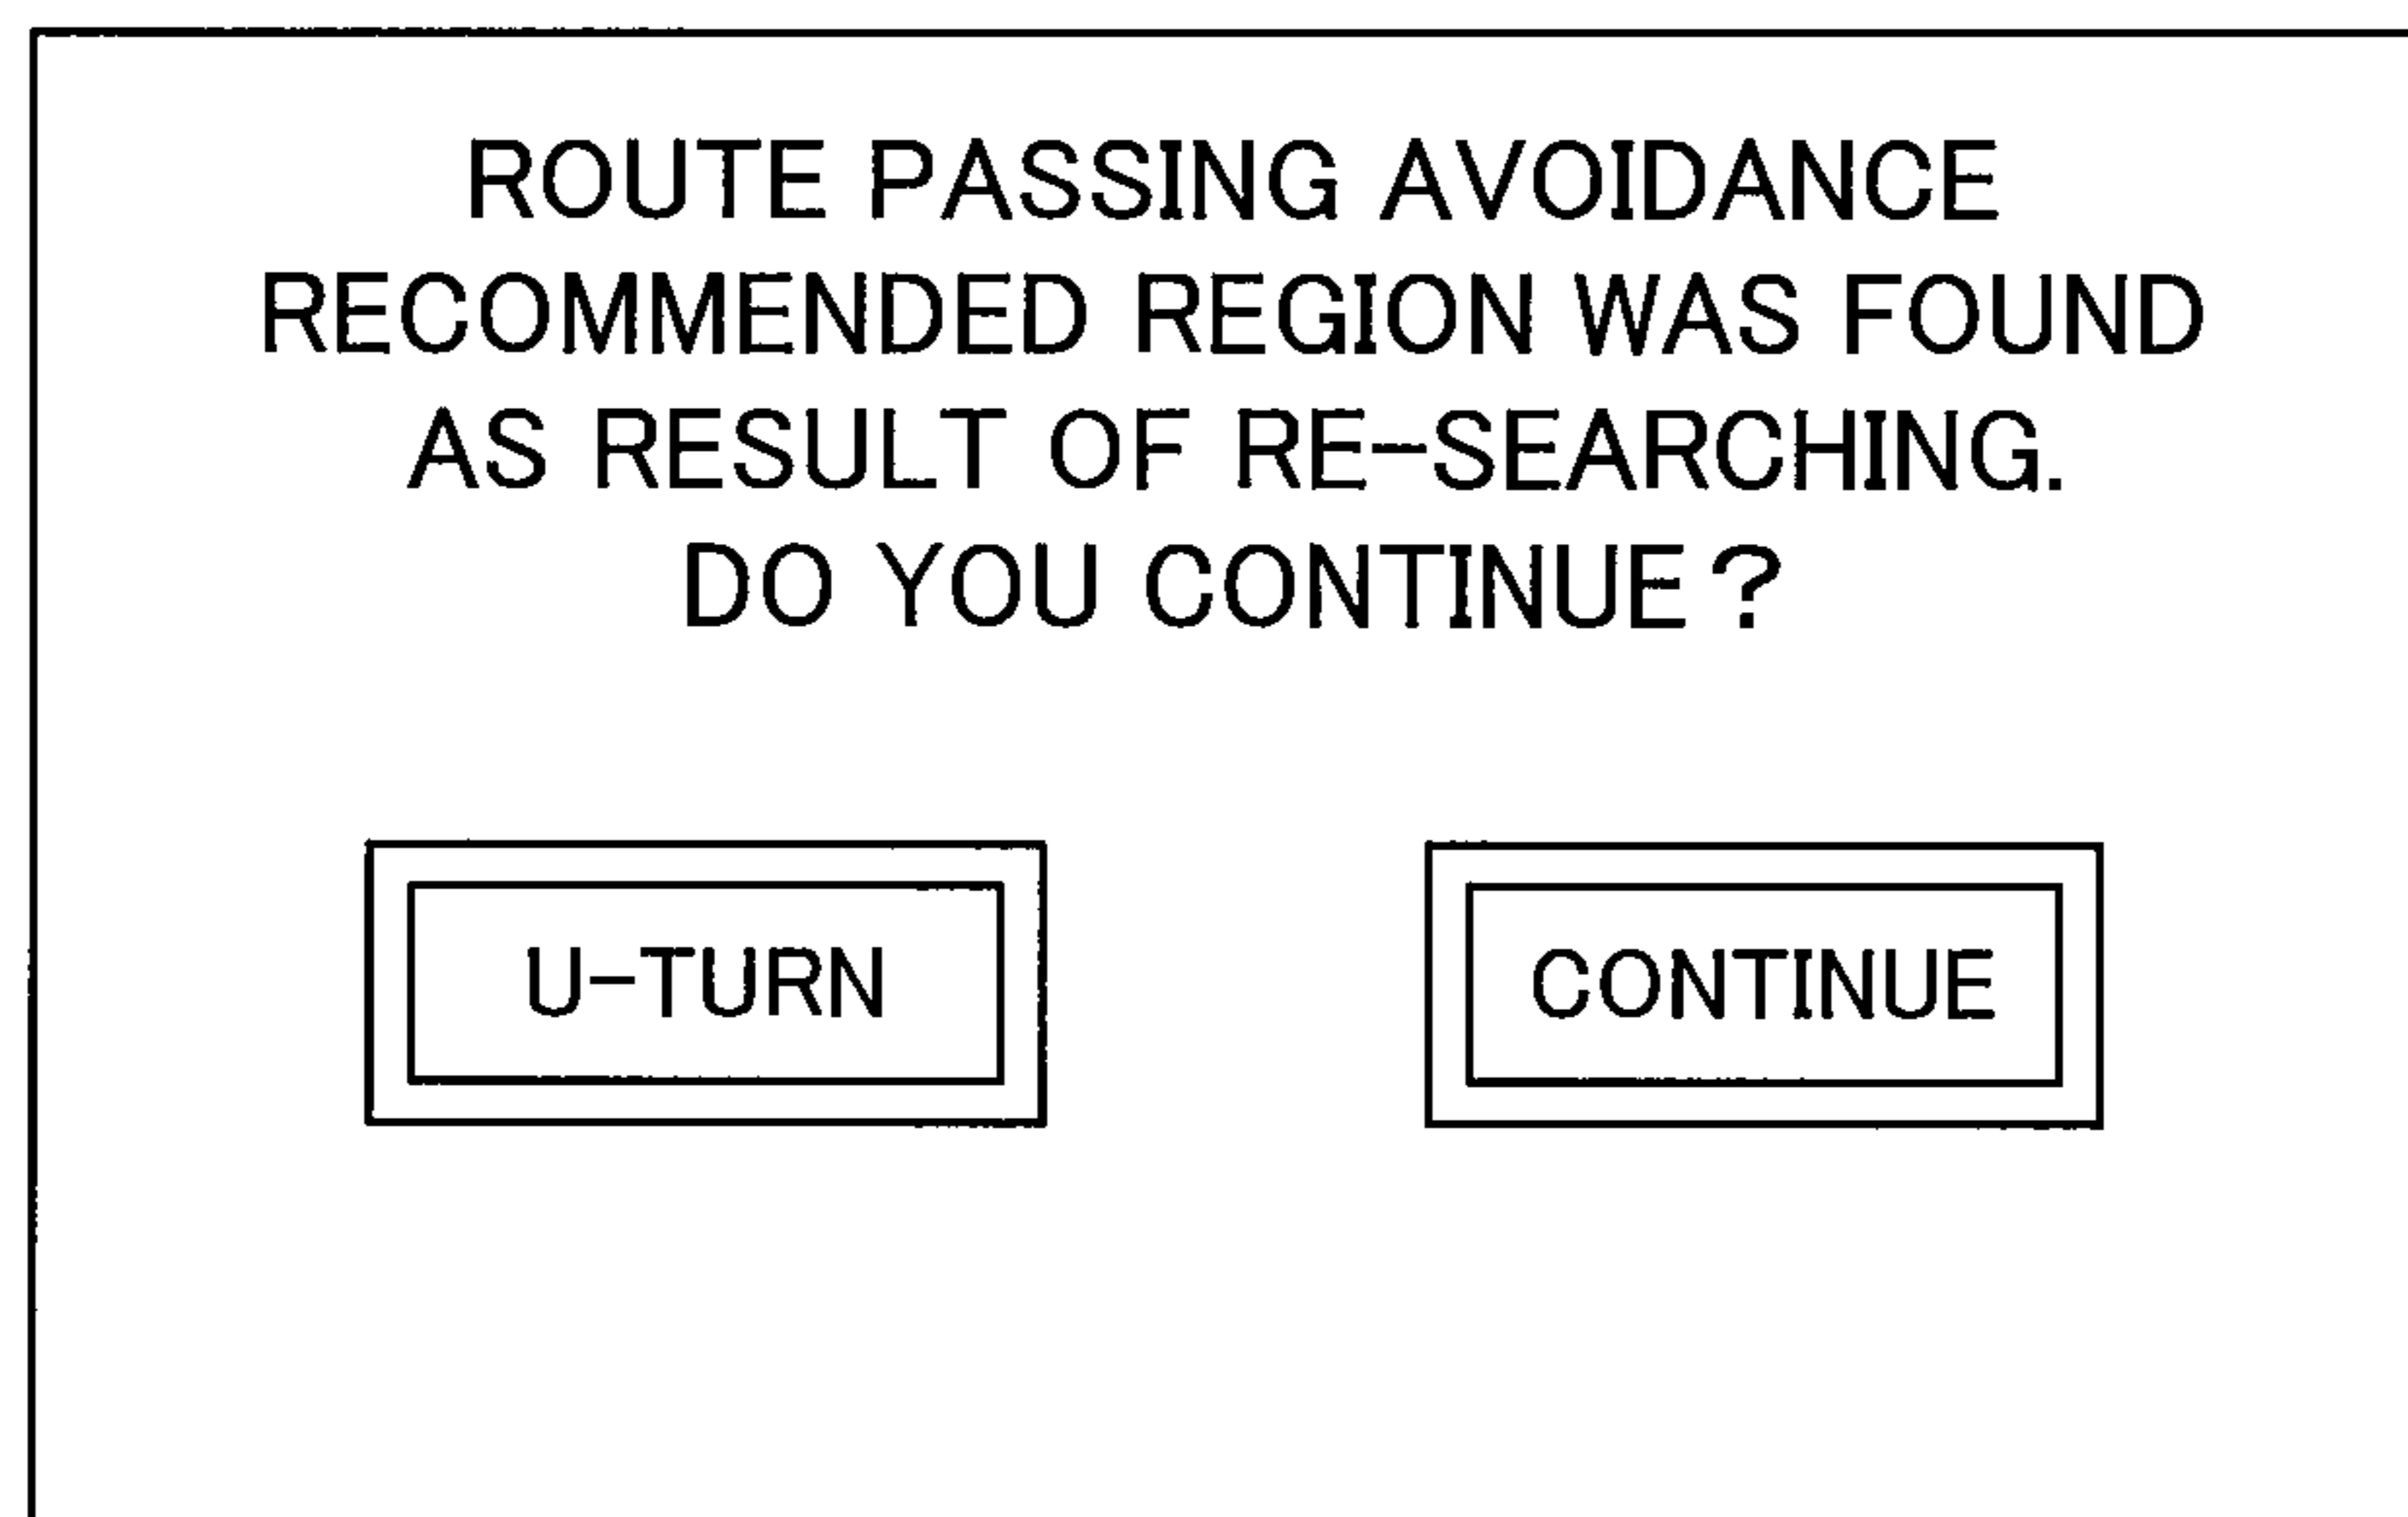 ROUTE PASSING AVOIDANCE
RECOMMENDED REGION WAS FOUND
AS RESULT OF RE-SEARCHING.
DO YOU CONTINUE?
U-TURN
CONTINUE